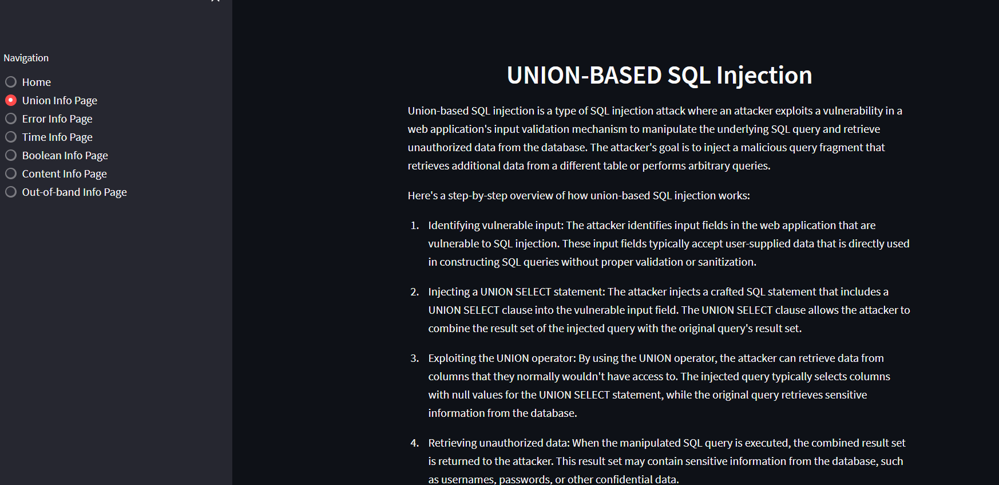 Navigation
Home
Union Info Page
Error Info Page
Time Info Page
Boolean Info Page
Content Info Page
Out-of-band Info Page
UNION-BASED SQL Injection
Union-based SQL injection is a type of SQL injection attack where an attacker exploits a vulnerability in a
web application's input validation mechanism to manipulate the underlying SQL query and retrieve
unauthorized data from the database. The attacker's goal is to inject a malicious query fragment that
retrieves additional data from a different table or performs arbitrary queries.
Here's a step-by-step overview of how union-based SQL injection works:
1. Identifying vulnerable input: The attacker identifies input fields in the web application that are
vulnerable to SQL injection. These input fields typically accept user-supplied data that is directly used
in constructing SQL queries without proper validation or sanitization.
2. Injecting a UNION SELECT statement: The attacker injects a crafted SQL statement that includes a
UNION SELECT clause into the vulnerable input field. The UNION SELECT clause allows the attacker to
combine the result set of the injected query with the original query's result set.
3. Exploiting the UNION operator: By using the UNION operator, the attacker can retrieve data from
columns that they normally wouldn't have access to. The injected query typically selects columns
with null values for the UNION SELECT statement, while the original query retrieves sensitive
information from the database.
4. Retrieving unauthorized data: When the manipulated SQL query is executed, the combined result set
is returned to the attacker. This result set may contain sensitive information from the database, such
as usernames, passwords, or other confidential data.